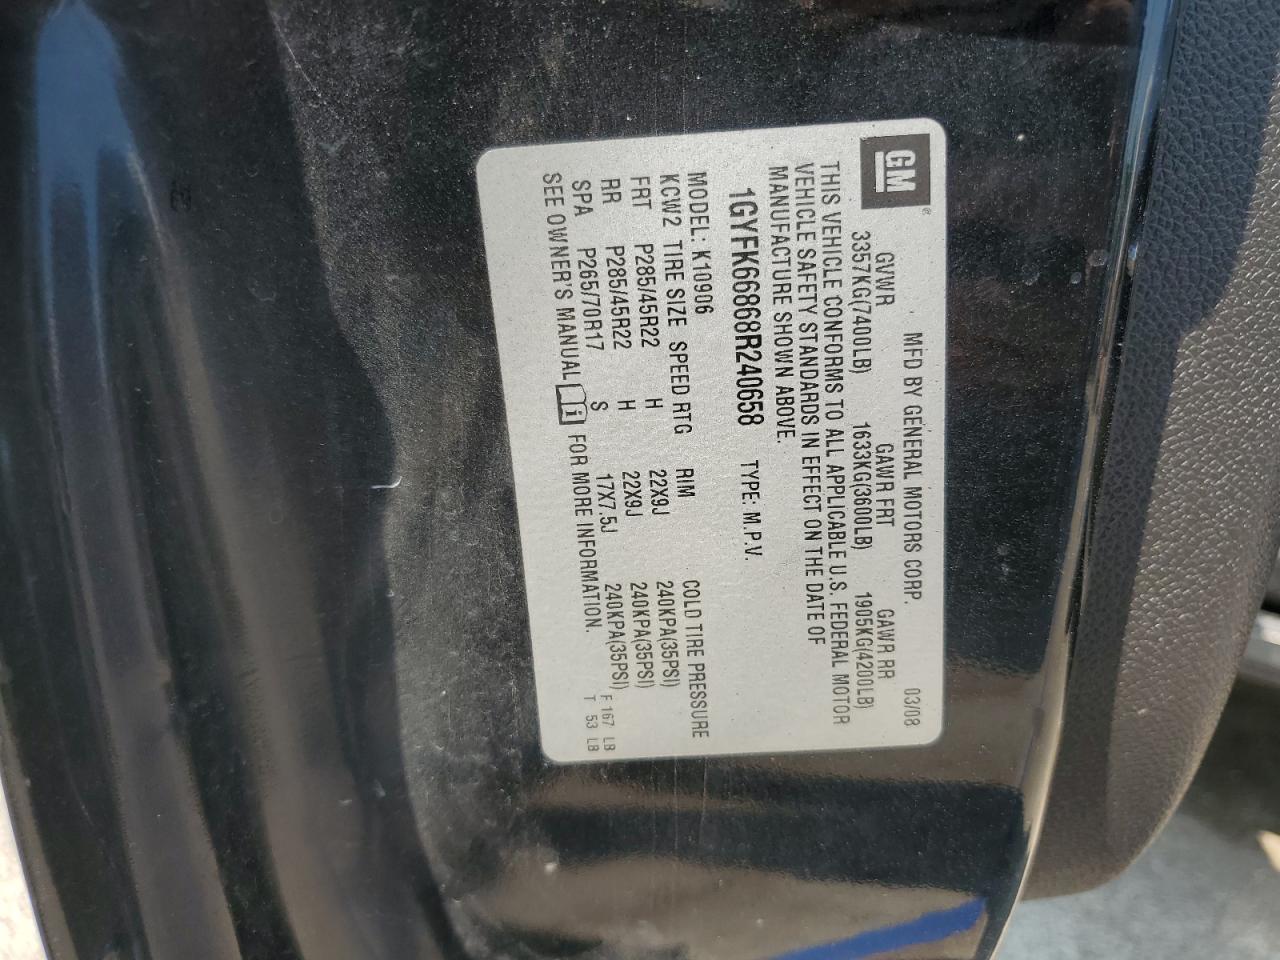 GM®
MFD BY GENERAL MOTORS CORP. 03/08
GVWR GAWR FRT GAWR RR
3357KG(7400LB) 1633KG(3600LB) 1905KG(4200LB)
THIS VEHICLE CONFORMS TO ALL APPLICABLE U.S. FEDERAL MOTOR
VEHICLE SAFETY STANDARDS IN EFFECT ON THE DATE OF
MANUFACTURE SHOWN ABOVE.
1GYFK66868R240658 TYPE: M.P.V.
MODEL: K10906
KCW2 TIRE SIZE SPEED RTG RIM COLD TIRE PRESSURE
FRT P285/45R22 H 22X9J 240KPA(35PSI)
RR P285/45R22 H 22X9J 240KPA(35PSI)
SPA P265/70R17 S 17X7.5J 240KPA(35PSI)
SEE OWNER'S MANUAL i FOR MORE INFORMATION.
F 167 LB
T 53 LB